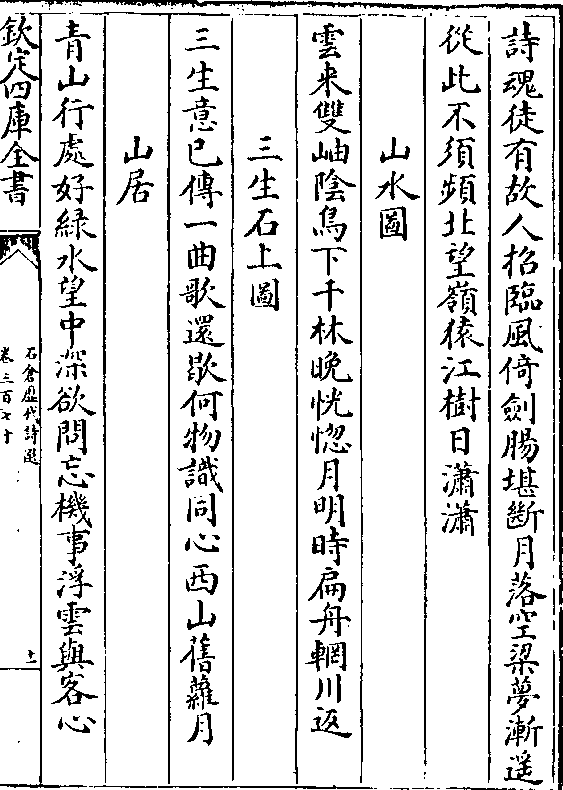 詩魂徒有故人招臨風倚劍腸堪斷月落空梁夢漸遥
從此不須頻北望嶺猿江樹日瀟瀟
山水圖
雲来雙岫陰鳥下千林晚恍惚月明時扁舟輞川返
三生石上圖
三生意已傳一曲歌還歇何物識同心西山舊蘿月
山居
青山行處好緑水望中深欲問忘機事浮雲與客心
欽定四庫全書
石倉歴代詩選
卷三百七十
十一